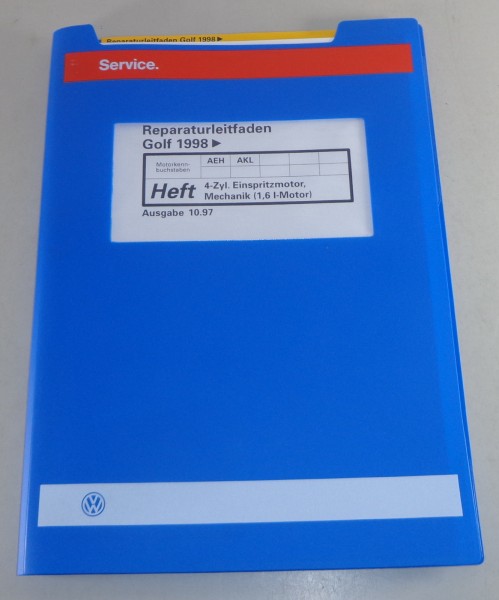 Reparaturleitfaden Golf 1998 ►
Service.
Reparaturleitfaden
Golf 1998 ►
Motorkenn-
buchstaben
AEH AKL
Heft
4-Zyl. Einspritzmotor,
Mechanik (1,6 l-Motor)
Ausgabe 10.97